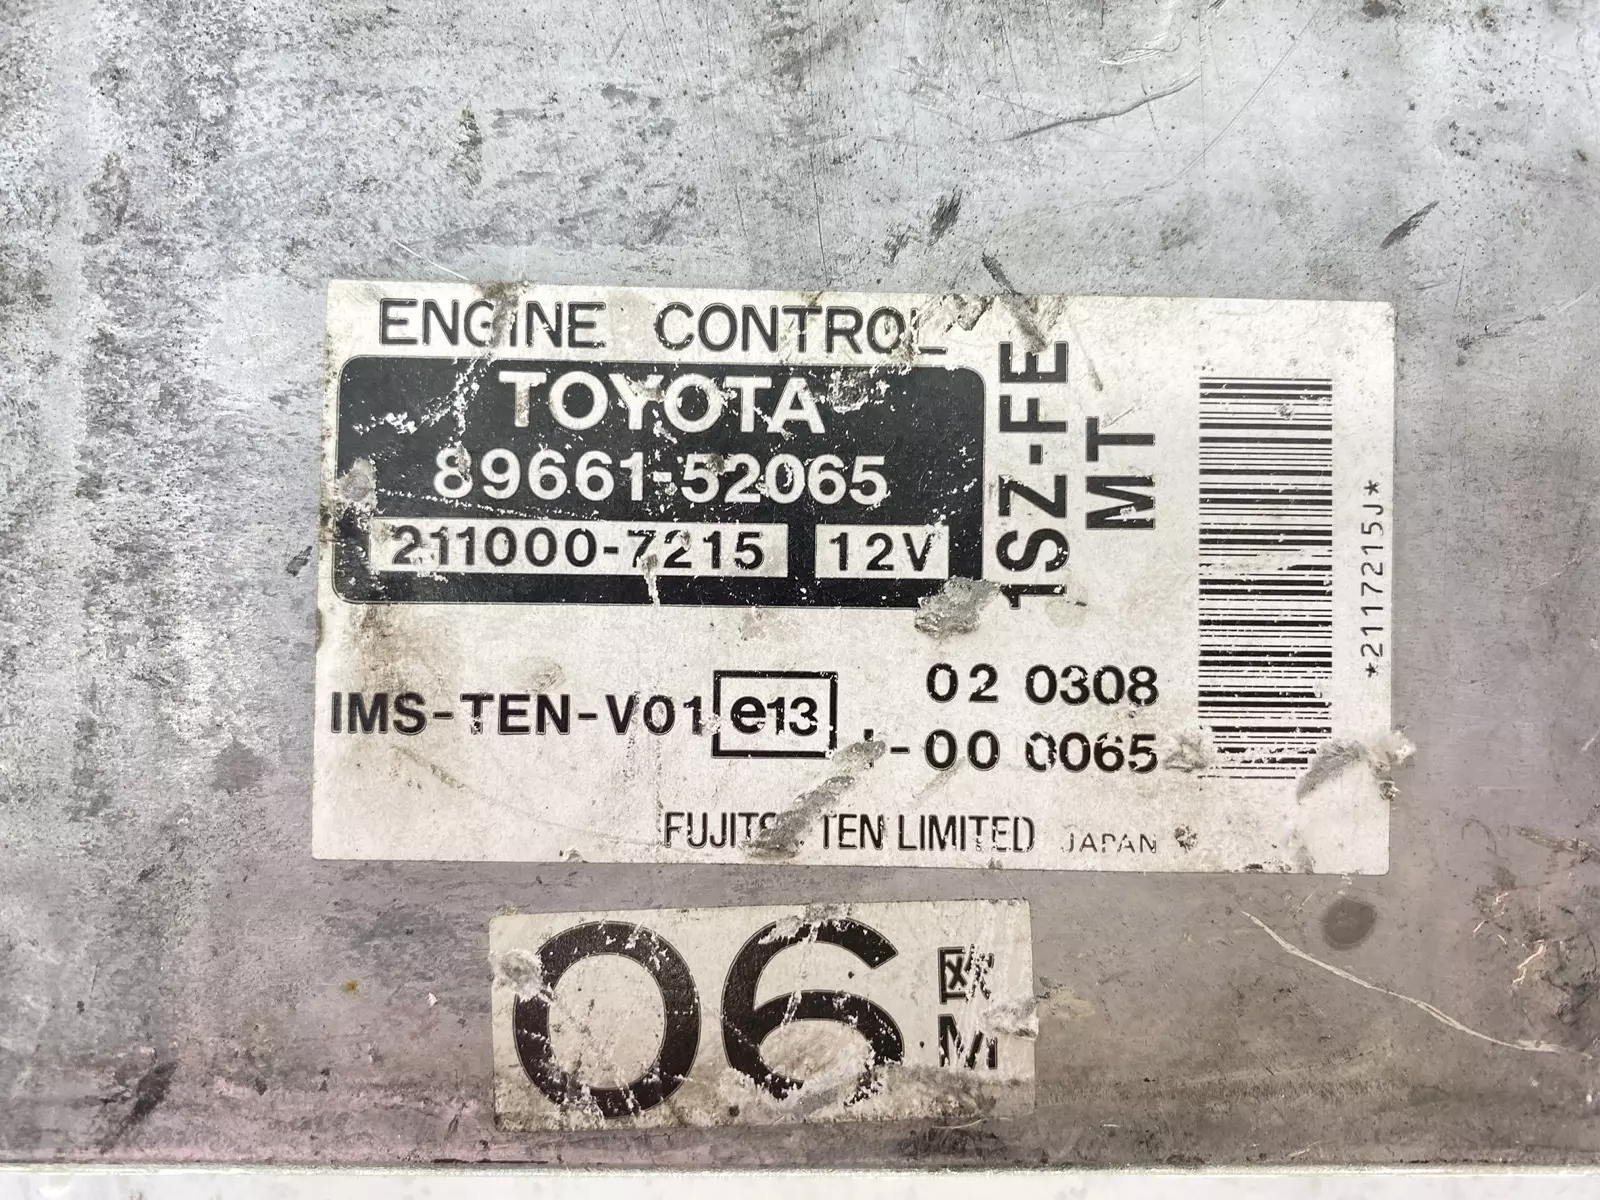 ENGINE CONTROL
TOYOTA
89661-52065
211000-7215 12V
1SZ-FE
MT
*2117215J*
IMS-TEN-V01 e13 02 0308
-00 0065
FUJITSU TEN LIMITED JAPAN
06 欧
M